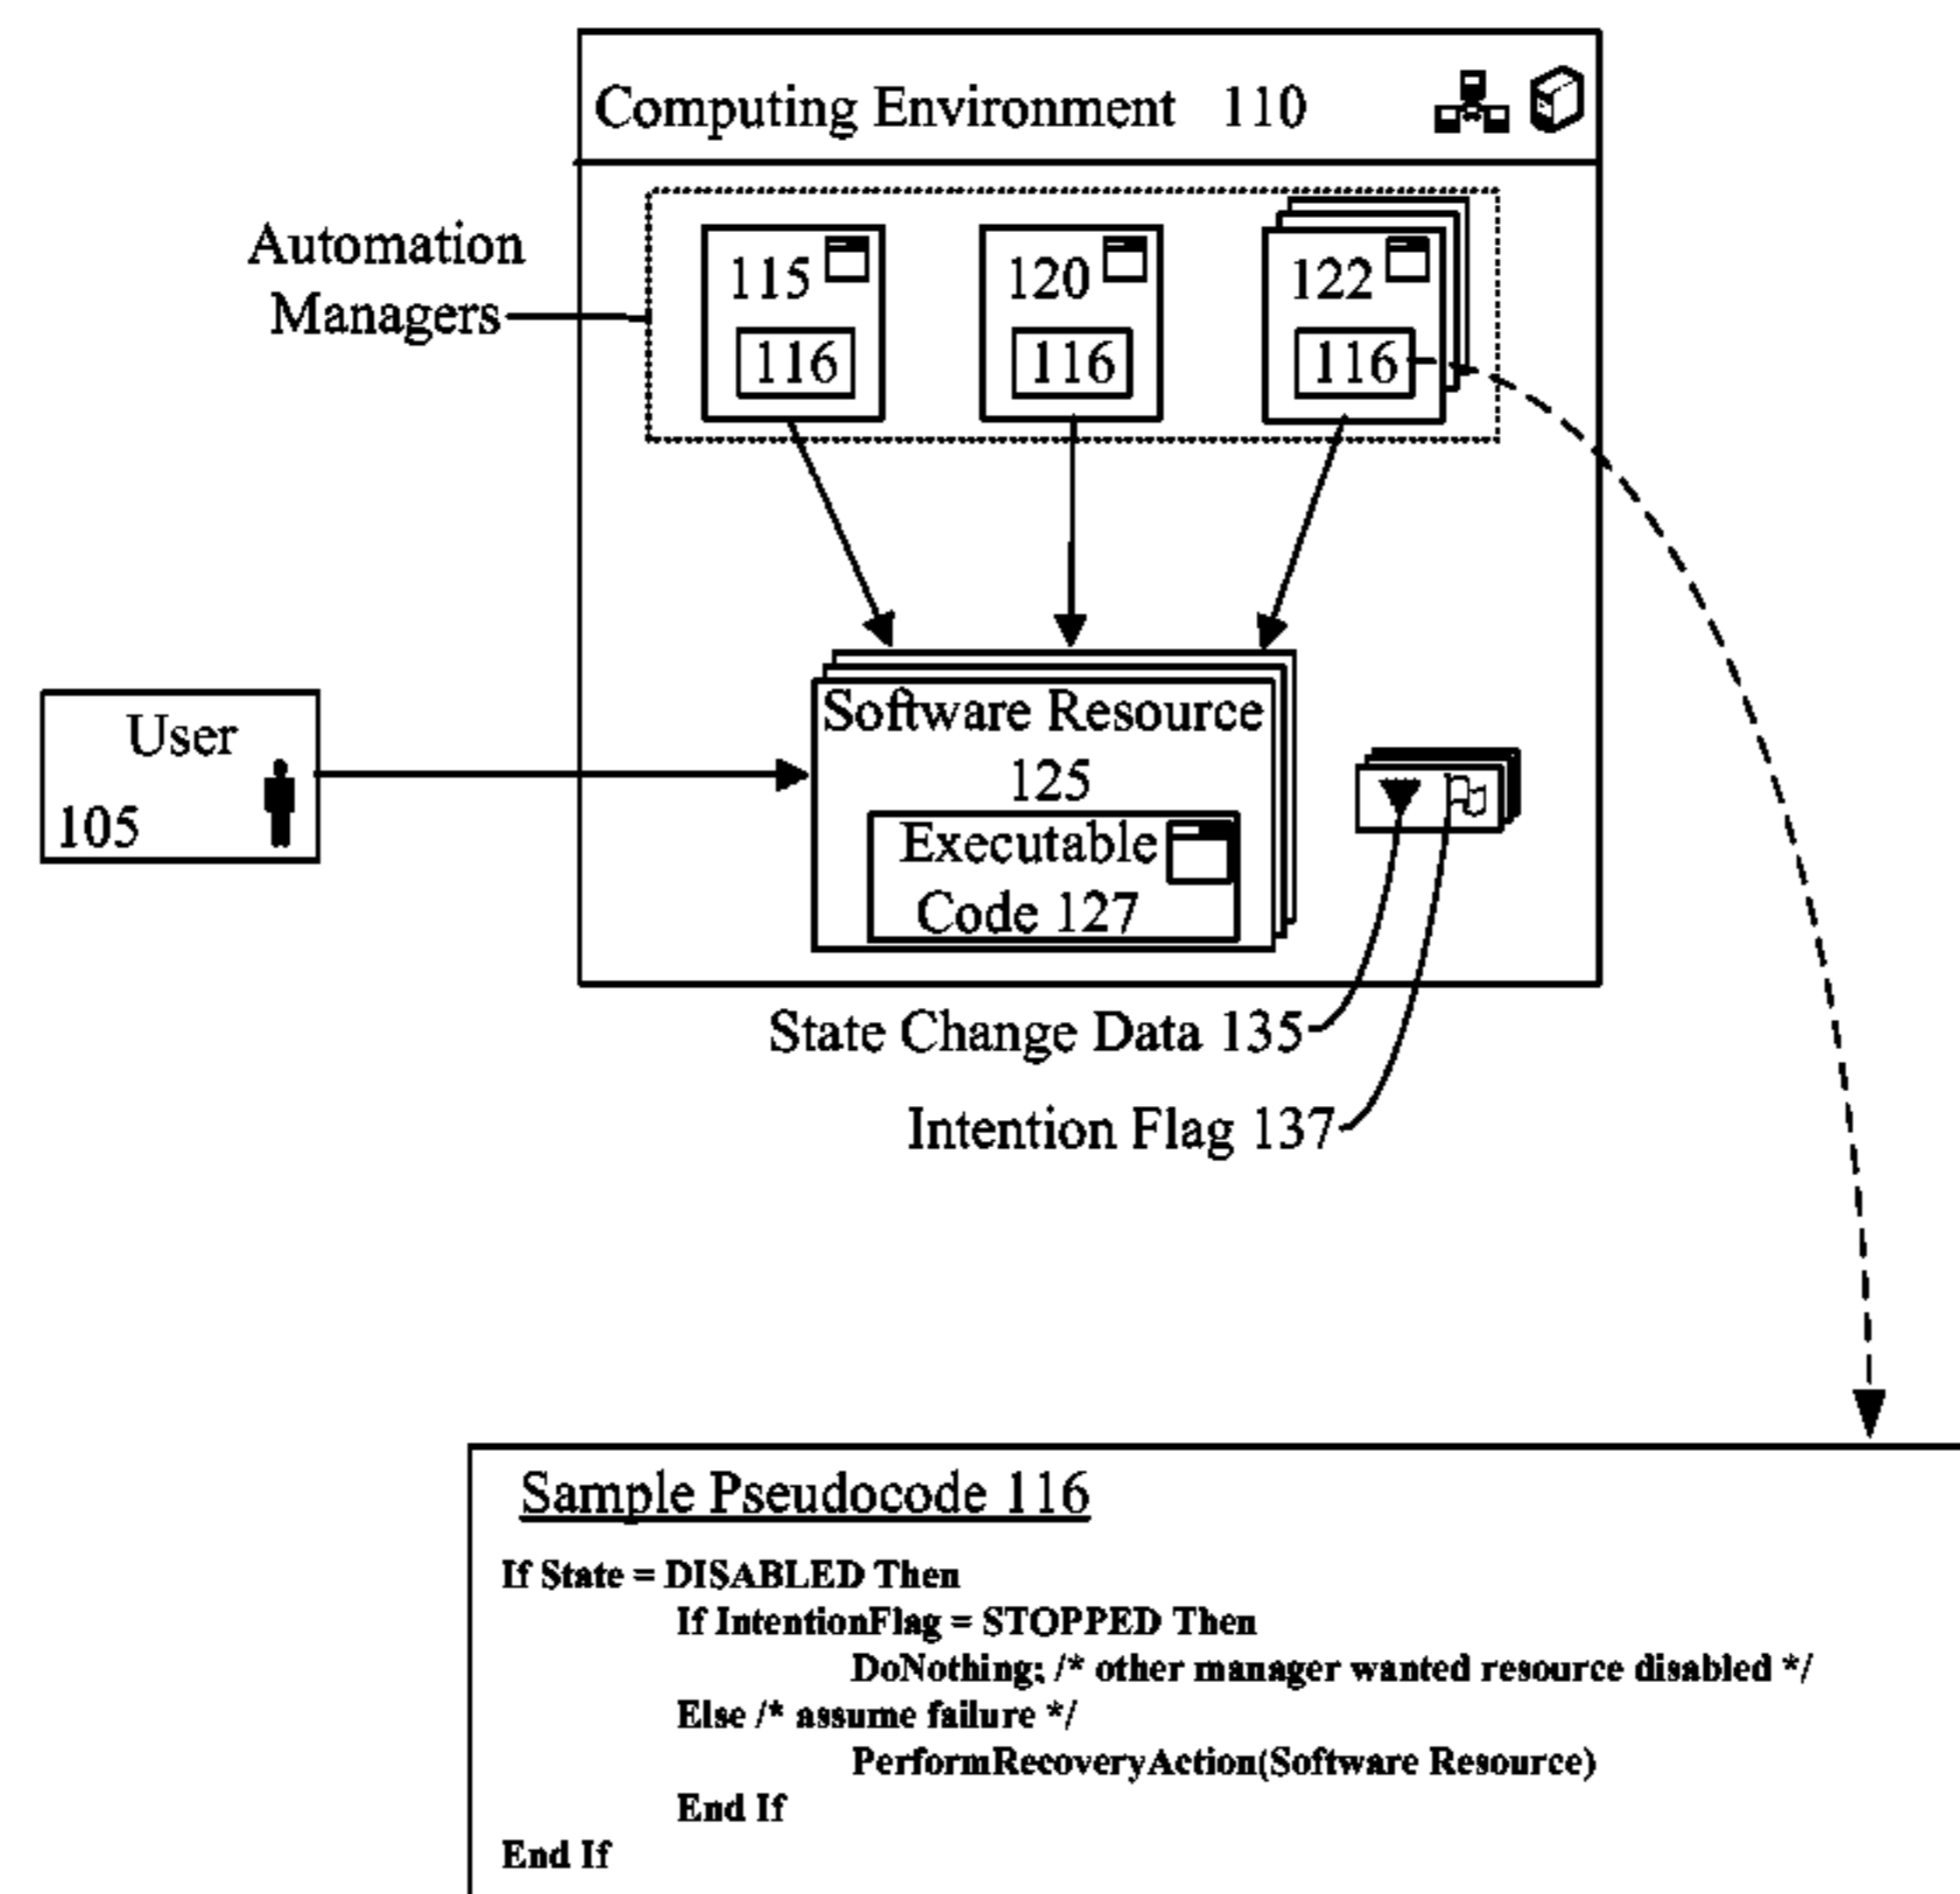 Computing Environment 110
Automation
Managers
115
120
122
116
116
116
User
105
Software Resource
125
Executable
Code 127
State Change Data 135
Intention Flag 137
Sample Pseudocode 116
If State = DISABLED Then
If IntentionFlag = STOPPED Then
DoNothing; /* other manager wanted resource disabled */
Else /* assume failure */
PerformRecoveryAction(Software Resource)
End If
End If